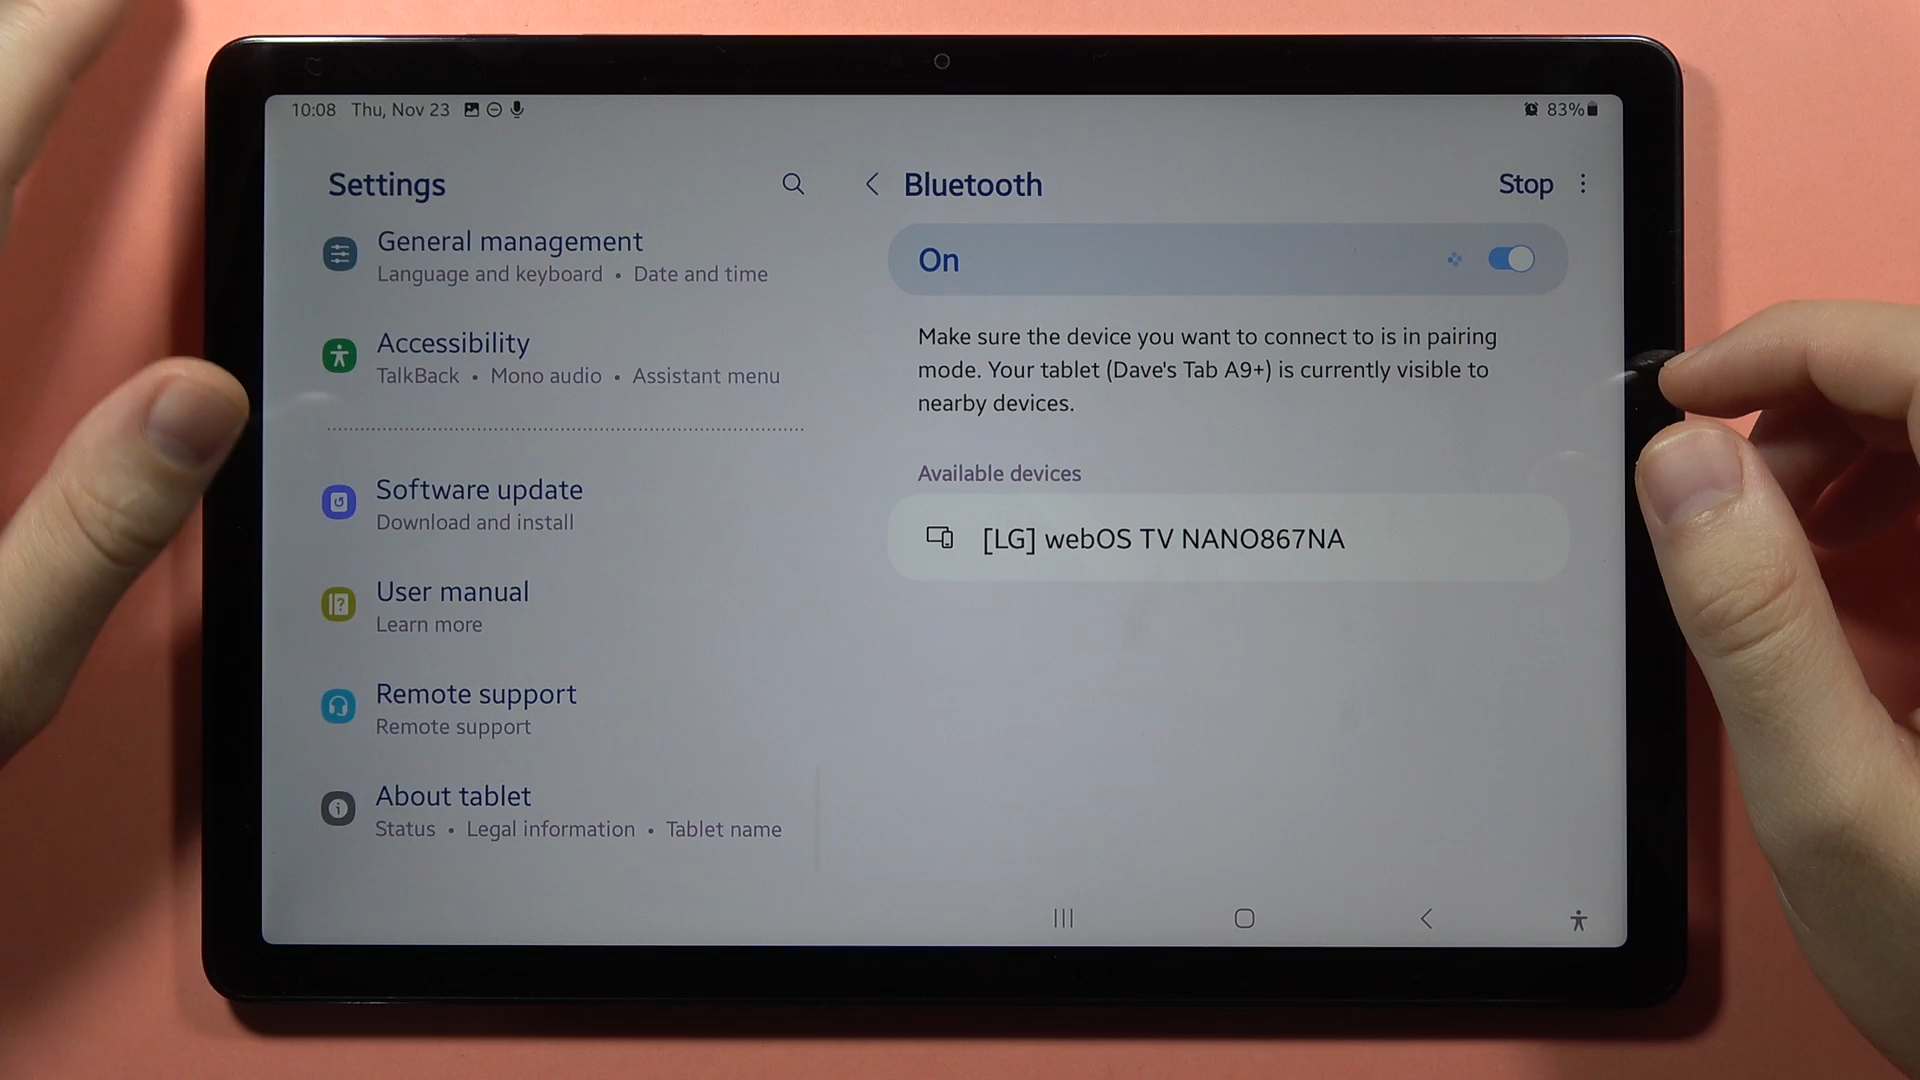 10:08 Thu, Nov 23
83%
Settings
General management
Language and keyboard • Date and time
Accessibility
TalkBack • Mono audio • Assistant menu
Software update
Download and install
User manual
Learn more
Remote support
Remote support
About tablet
Status • Legal information • Tablet name
Bluetooth
Stop
On
Make sure the device you want to connect to is in pairing
mode. Your tablet (Dave's Tab A9+) is currently visible to
nearby devices.
Available devices
[LG] webOS TV NANO867NA